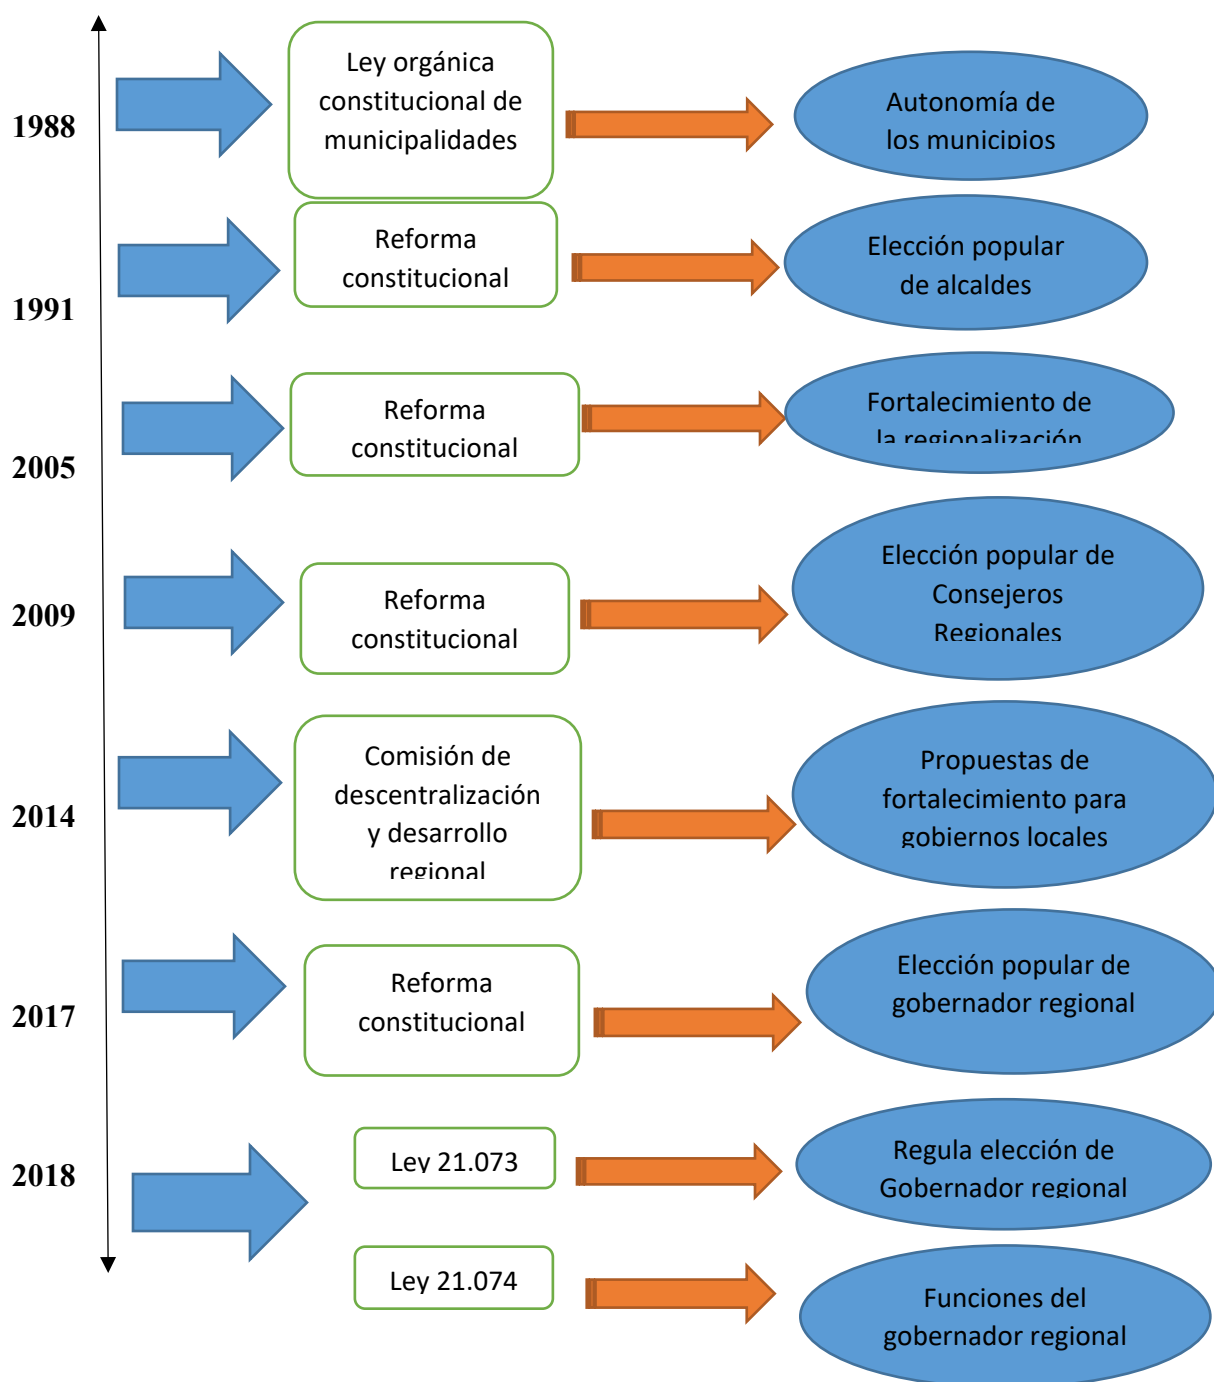 1988
Ley orgánica
constitucional de
municipalidades
Autonomía de
los municipios
1991
Reforma
constitucional
Elección popular
de alcaldes
2005
Reforma
constitucional
Fortalecimiento de
la regionalización
2009
Reforma
constitucional
Elección popular de
Consejeros
Regionales
2014
Comisión de
descentralización
y desarrollo
regional
Propuestas de
fortalecimiento para
gobiernos locales
2017
Reforma
constitucional
Elección popular de
gobernador regional
2018
Ley 21.073
Regula elección de
Gobernador regional
Ley 21.074
Funciones del
gobernador regional